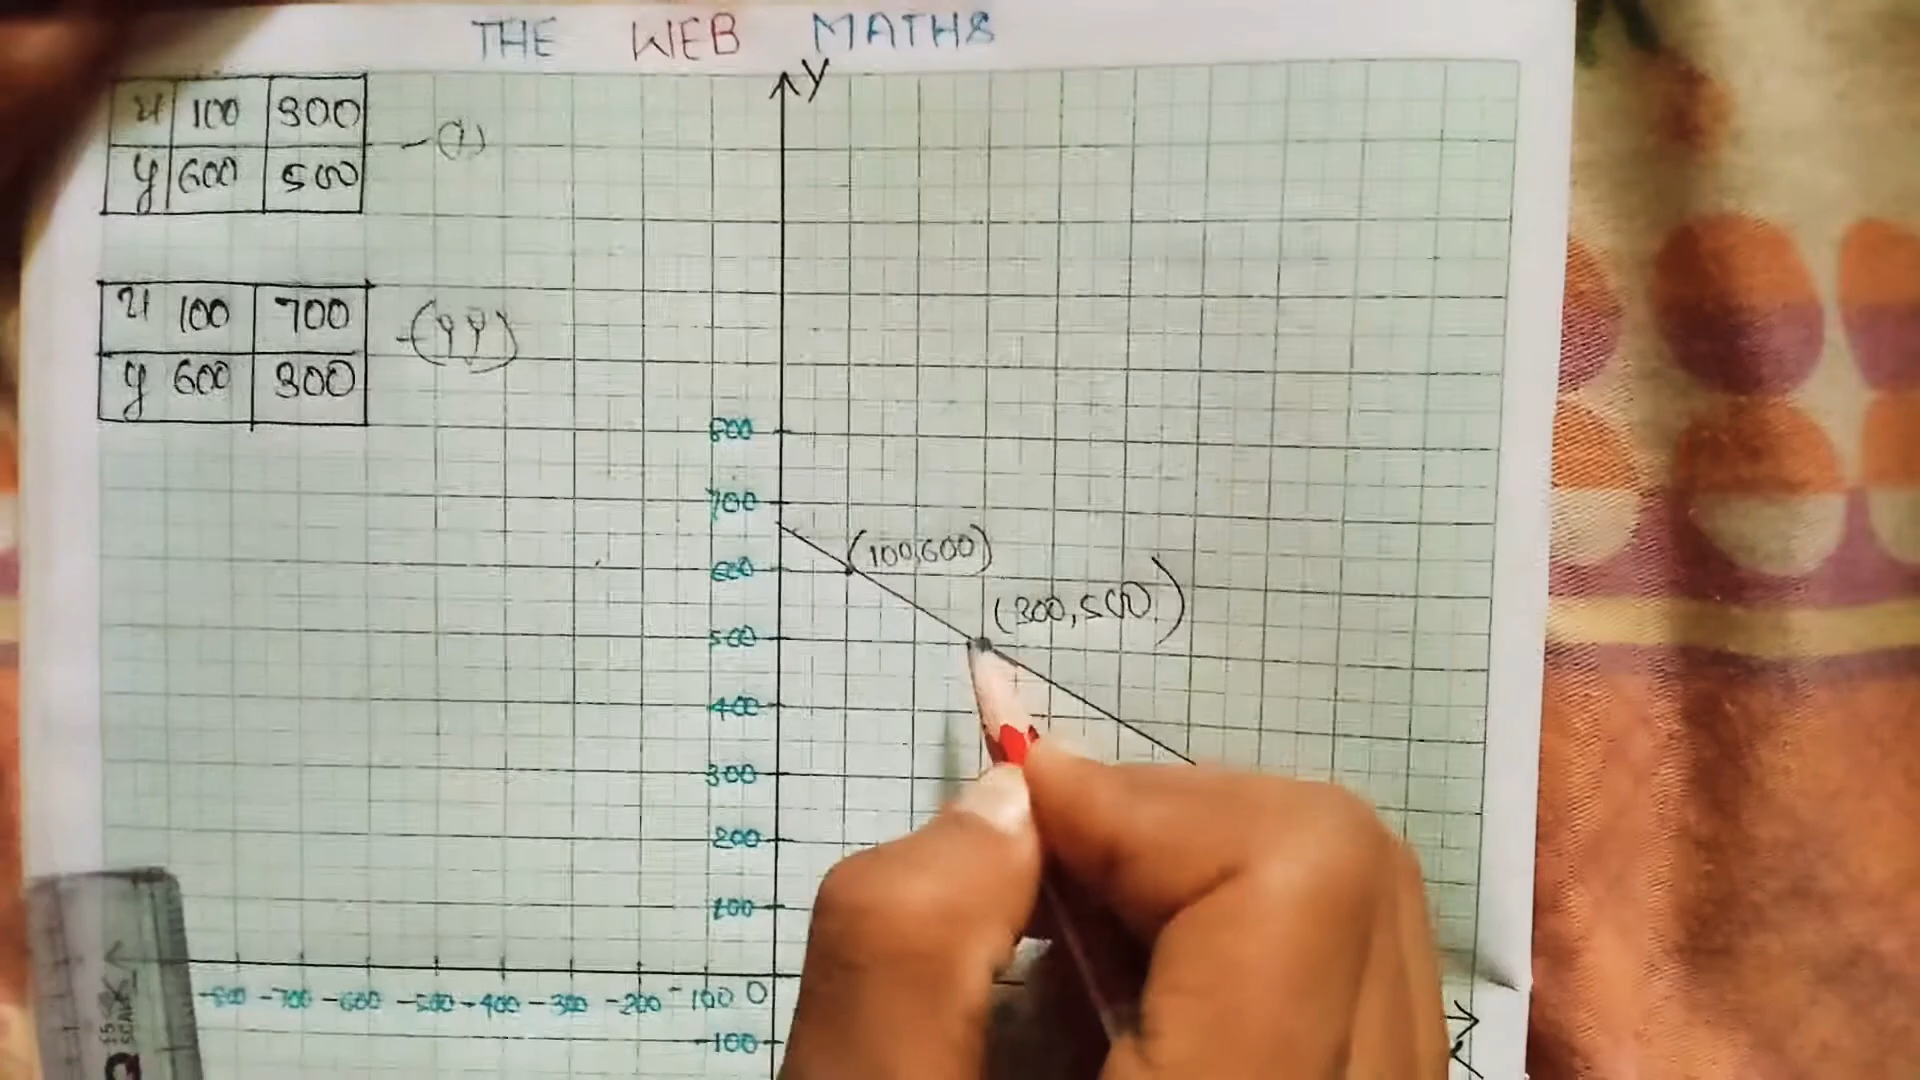 THE WEB MATHS
Y
x 100 300
y 600 500
-(i)
x 100 700
y 600 300
-(ii)
800
700
(100,600)
600
(300,500)
500
400
300
200
100
-800 -700 -600 -500 -400 -300 -200 -100 0
-100